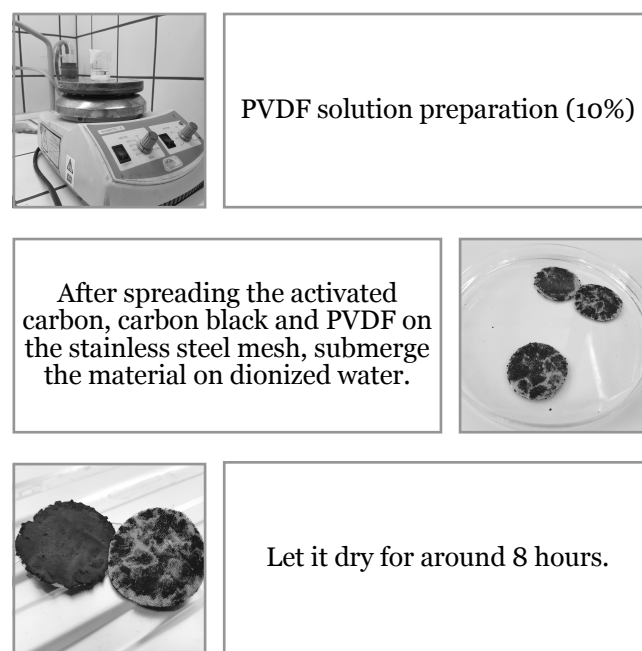 PVDF solution preparation (10%)
After spreading the activated
carbon, carbon black and PVDF on
the stainless steel mesh, submerge
the material on dionized water.
Let it dry for around 8 hours.